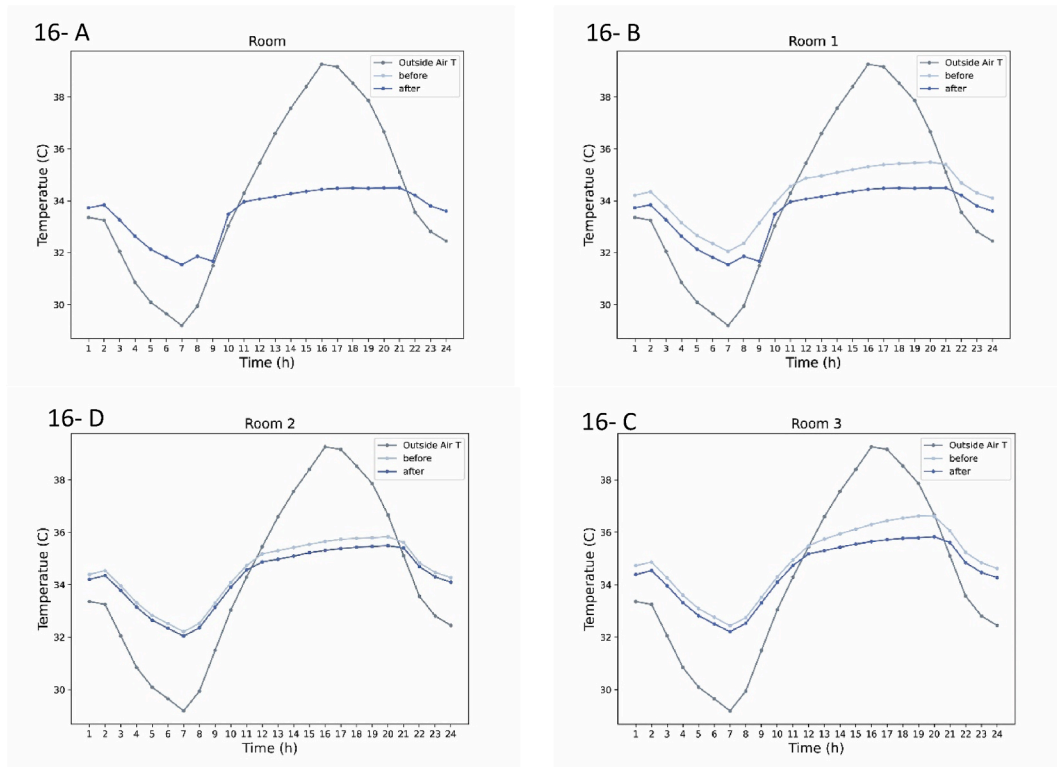 16- A
Room
Outside Air T
before
after
Temperatue (C)
38
36
34
32
30
1 2 3 4 5 6 7 8 9 10 11 12 13 14 15 16 17 18 19 20 21 22 23 24
Time (h)
16- B
Room 1
Outside Air T
before
after
Temperatue (C)
38
36
34
32
30
1 2 3 4 5 6 7 8 9 10 11 12 13 14 15 16 17 18 19 20 21 22 23 24
Time (h)
16- D
Room 2
Outside Air T
before
after
Temperatue (C)
38
36
34
32
30
1 2 3 4 5 6 7 8 9 10 11 12 13 14 15 16 17 18 19 20 21 22 23 24
Time (h)
16- C
Room 3
Outside Air T
before
after
Temperatue (C)
38
36
34
32
30
1 2 3 4 5 6 7 8 9 10 11 12 13 14 15 16 17 18 19 20 21 22 23 24
Time (h)